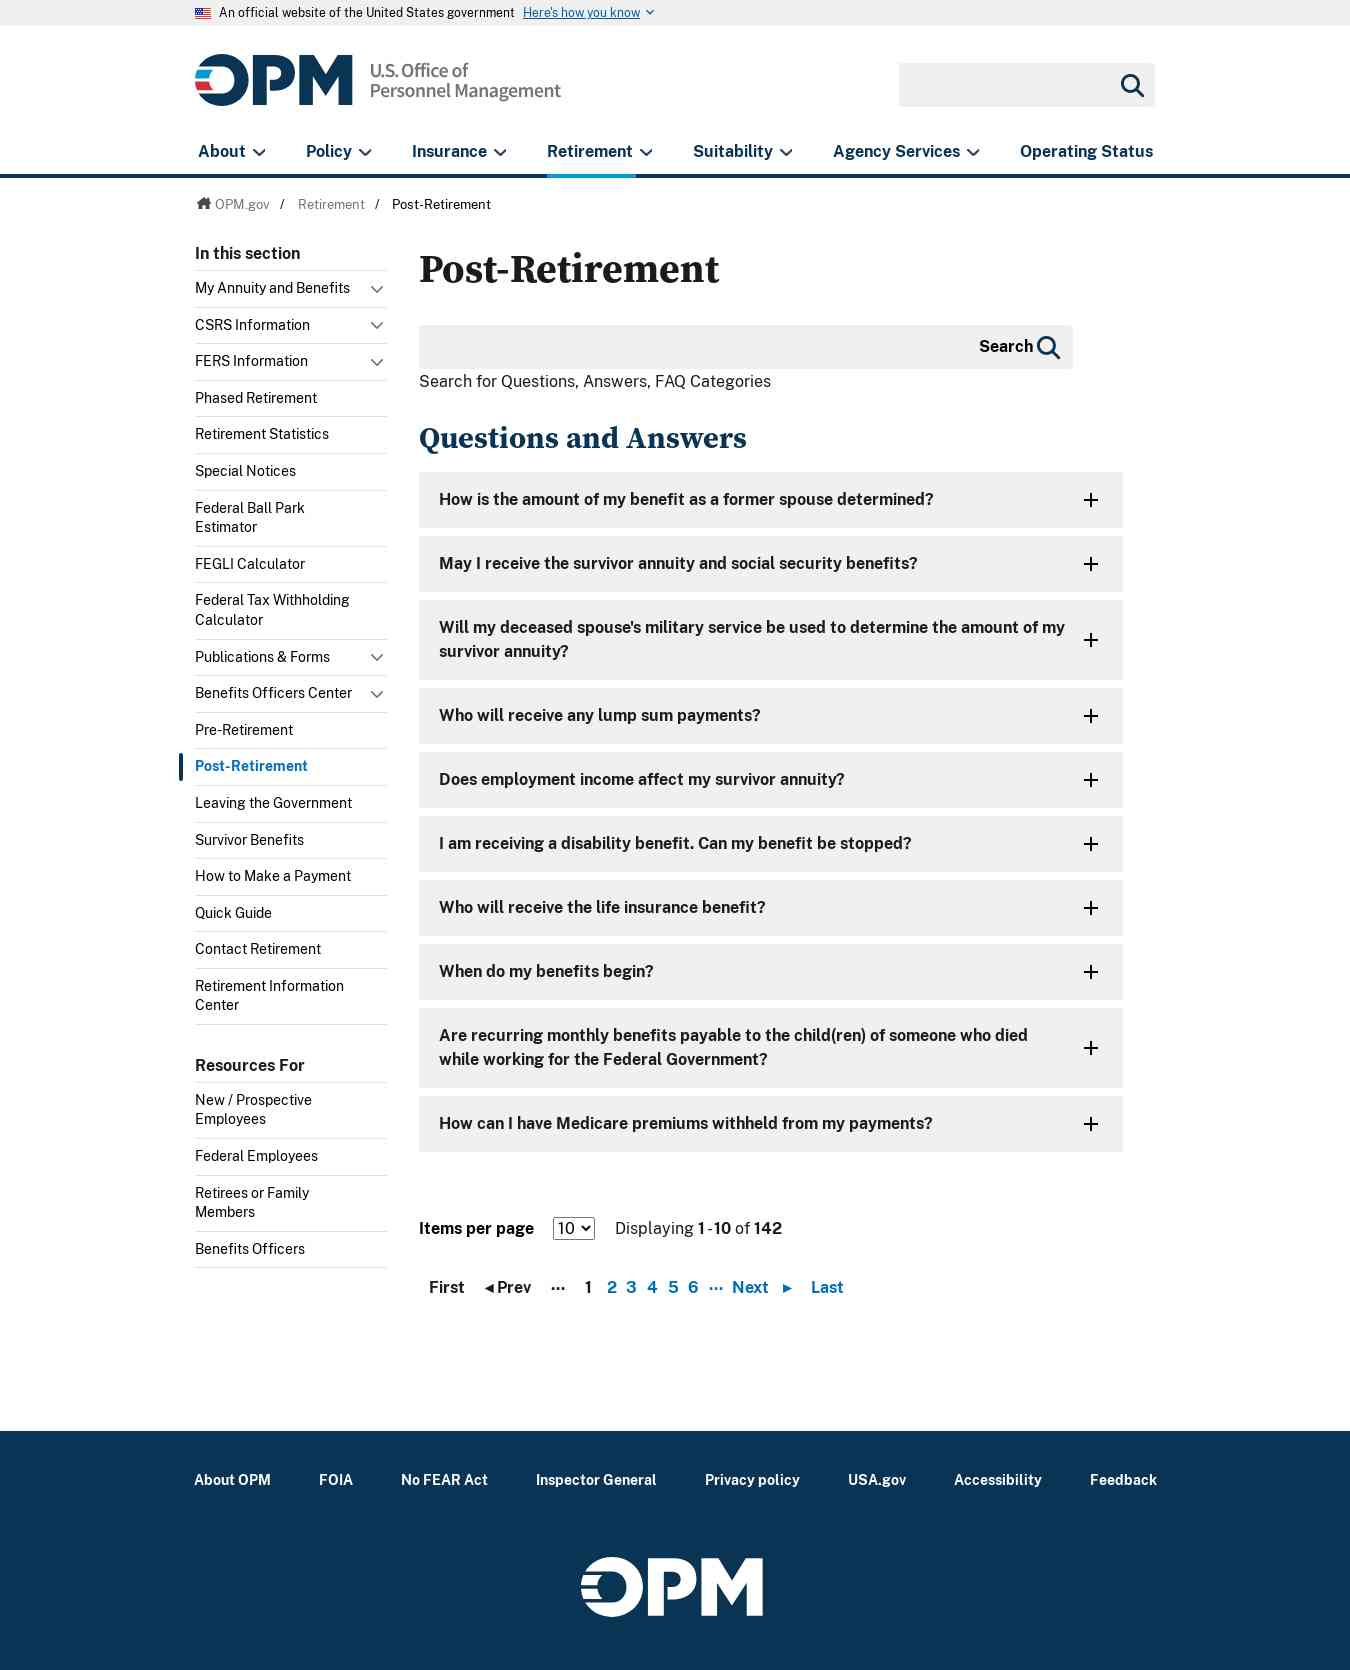 An official website of the United States government Here's how you know
OPM U.S. Office of
Personnel Management
About Policy Insurance Retirement Suitability Agency Services Operating Status
OPM.gov / Retirement / Post-Retirement
In this section
My Annuity and Benefits
CSRS Information
FERS Information
Phased Retirement
Retirement Statistics
Special Notices
Federal Ball Park
Estimator
FEGLI Calculator
Federal Tax Withholding
Calculator
Publications & Forms
Benefits Officers Center
Pre-Retirement
Post-Retirement
Leaving the Government
Survivor Benefits
How to Make a Payment
Quick Guide
Contact Retirement
Retirement Information
Center
Resources For
New / Prospective
Employees
Federal Employees
Retirees or Family
Members
Benefits Officers
Post-Retirement
Search
Search for Questions, Answers, FAQ Categories
Questions and Answers
How is the amount of my benefit as a former spouse determined?
May I receive the survivor annuity and social security benefits?
Will my deceased spouse's military service be used to determine the amount of my
survivor annuity?
Who will receive any lump sum payments?
Does employment income affect my survivor annuity?
I am receiving a disability benefit. Can my benefit be stopped?
Who will receive the life insurance benefit?
When do my benefits begin?
Are recurring monthly benefits payable to the child(ren) of someone who died
while working for the Federal Government?
How can I have Medicare premiums withheld from my payments?
Items per page 10 Displaying 1 - 10 of 142
First ◂ Prev ··· 1 2 3 4 5 6 ··· Next ▸ Last
About OPM FOIA No FEAR Act Inspector General Privacy policy USA.gov Accessibility Feedback
OPM